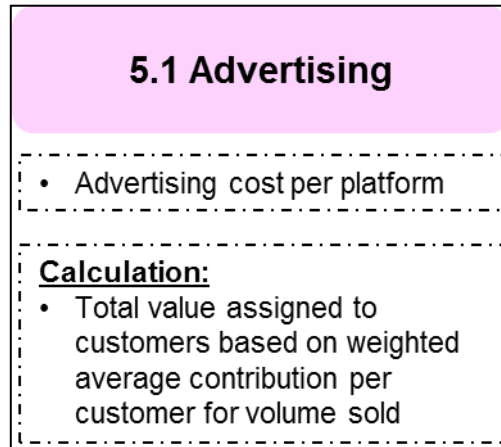 5.1 Advertising
• Advertising cost per platform
Calculation:
• Total value assigned to
customers based on weighted
average contribution per
customer for volume sold